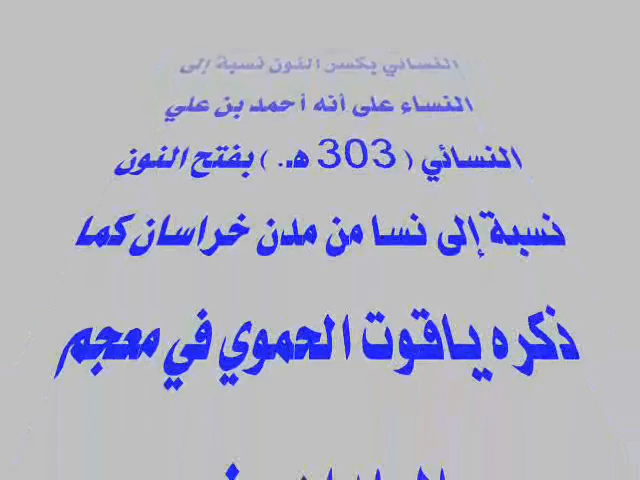 النسائي بكسر النون نسبة إلى
النساء على أنه أحمد بن علي
النسائي ( 303 هـ. ) بفتح النون
نسبة إلى نسا من مدن خراسان كما
ذكره ياقوت الحموي في معجم